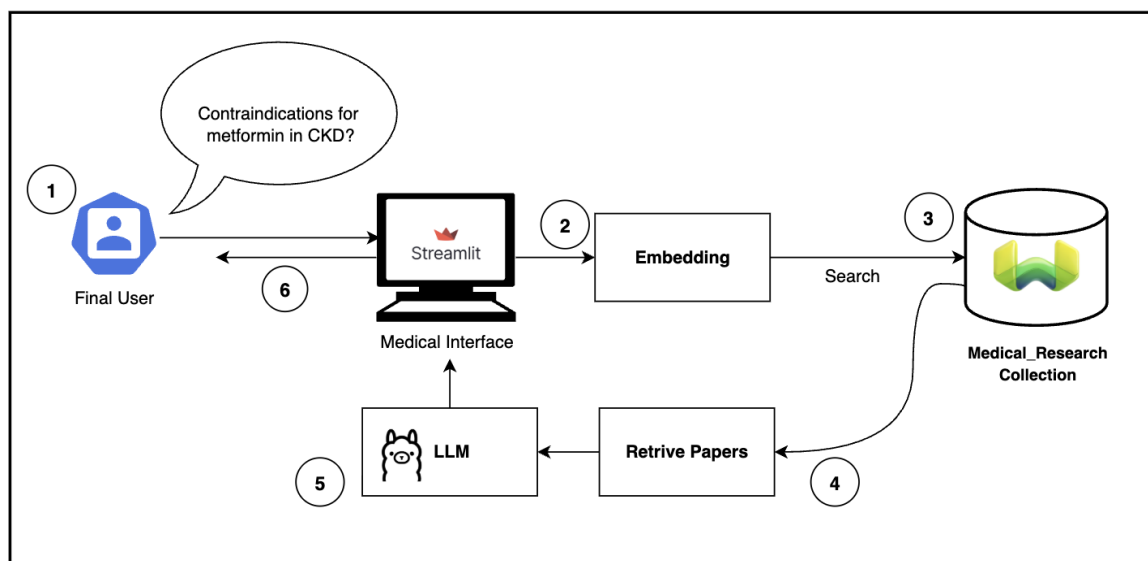 Contraindications for
metformin in CKD?
1
2
3
Streamlit
Embedding
Search
6
Final User
Medical Interface
Medical_Research
Collection
LLM
Retrive Papers
5
4